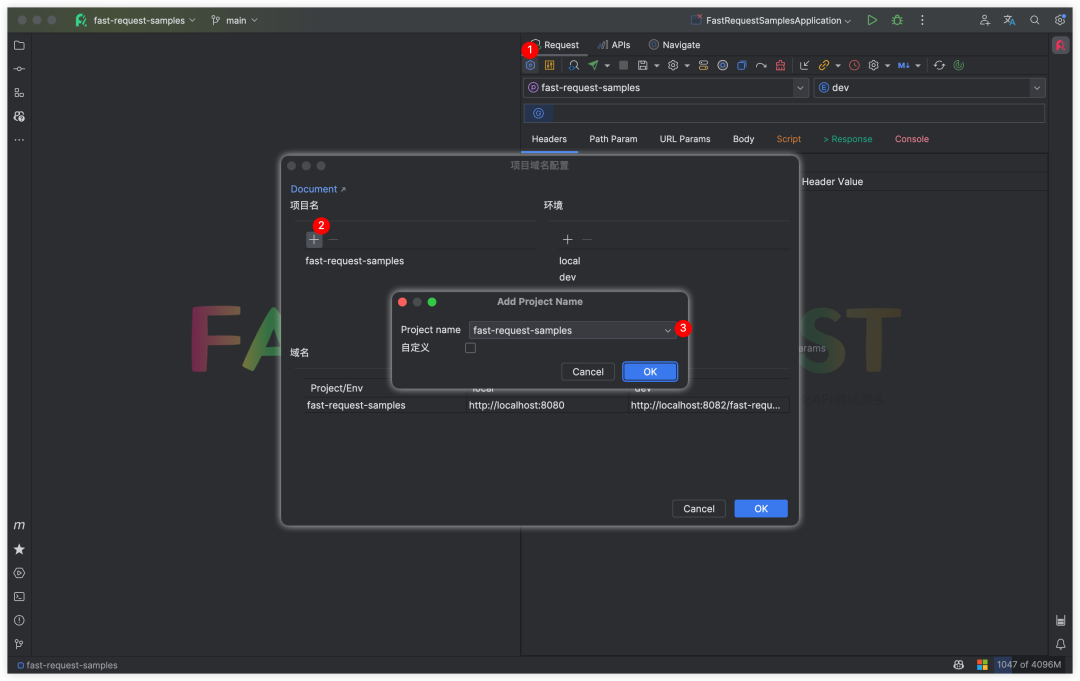 fast-request-samples
main
FastRequestSamplesApplication
1
Request
APIs
Navigate
fast-request-samples
dev
Headers
Path Param
URL Params
Body
Script
> Response
Console
项目域名配置
Header Value
Document ↗
项目名
环境
2
fast-request-samples
local
dev
Add Project Name
Project name
fast-request-samples
3
自定义
Cancel
OK
域名
Project/Env
local
dev
fast-request-samples
http://localhost:8080
http://localhost:8082/fast-requ...
Cancel
OK
fast-request-samples
1047 of 4096M